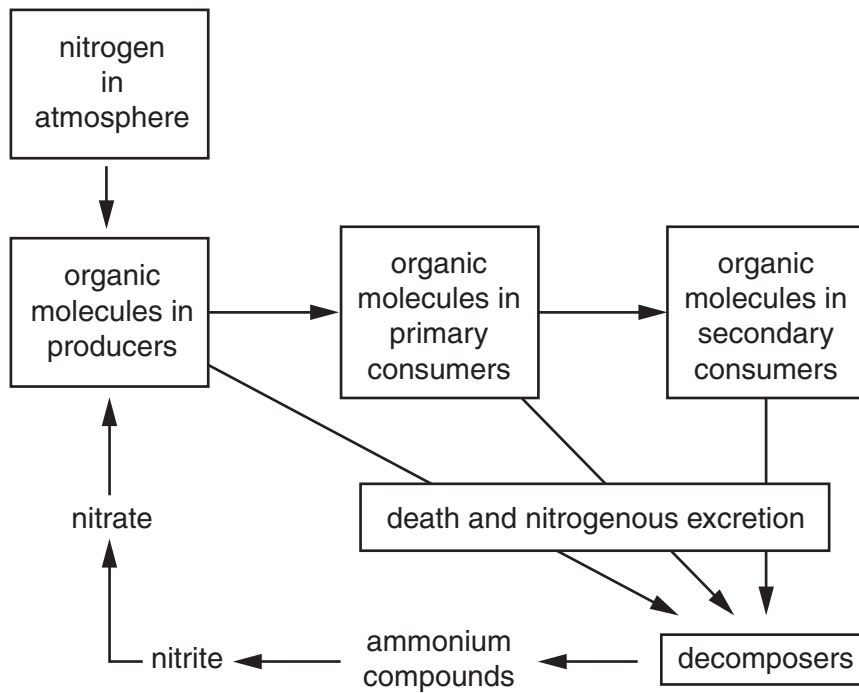 nitrogen
in
atmosphere
organic
molecules in
producers
organic
molecules in
primary
consumers
organic
molecules in
secondary
consumers
death and nitrogenous excretion
nitrate
nitrite
ammonium
compounds
decomposers